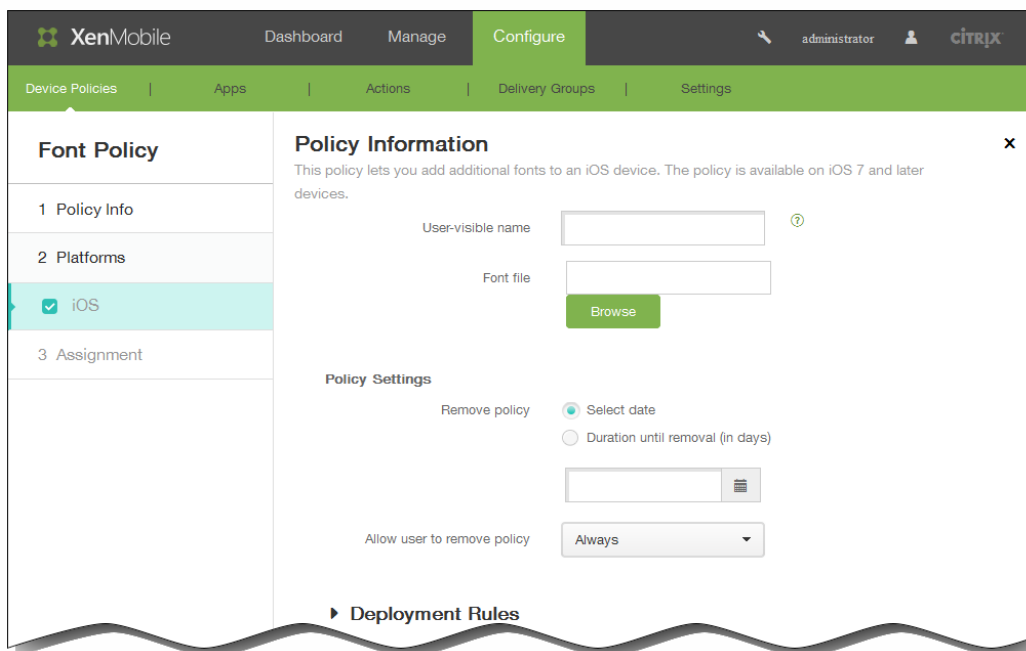 XenMobile Dashboard Manage Configure administrator CITRIX
Device Policies | Apps | Actions | Delivery Groups | Settings
Font Policy
1 Policy Info
2 Platforms
iOS
3 Assignment
Policy Information
This policy lets you add additional fonts to an iOS device. The policy is available on iOS 7 and later
devices.
User-visible name
Font file
Browse
Policy Settings
Remove policy Select date
Duration until removal (in days)
Allow user to remove policy Always
Deployment Rules